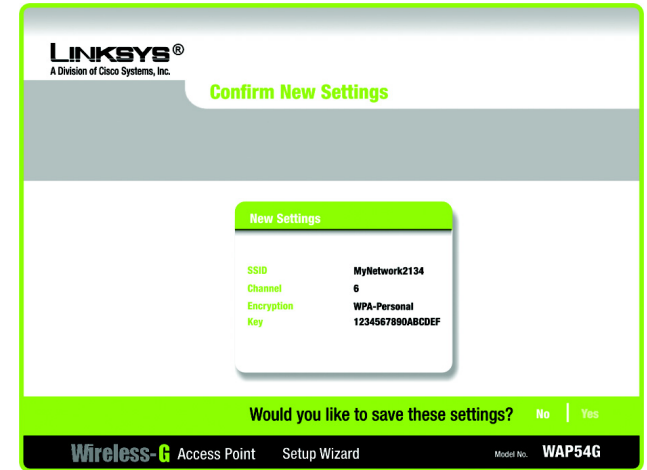 LINKSYS®
A Division of Cisco Systems, Inc.
Confirm New Settings
New Settings
SSID MyNetwork2134
Channel 6
Encryption WPA-Personal
Key 1234567890ABCDEF
Would you like to save these settings? No Yes
Wireless-G Access Point Setup Wizard Model No. WAP54G